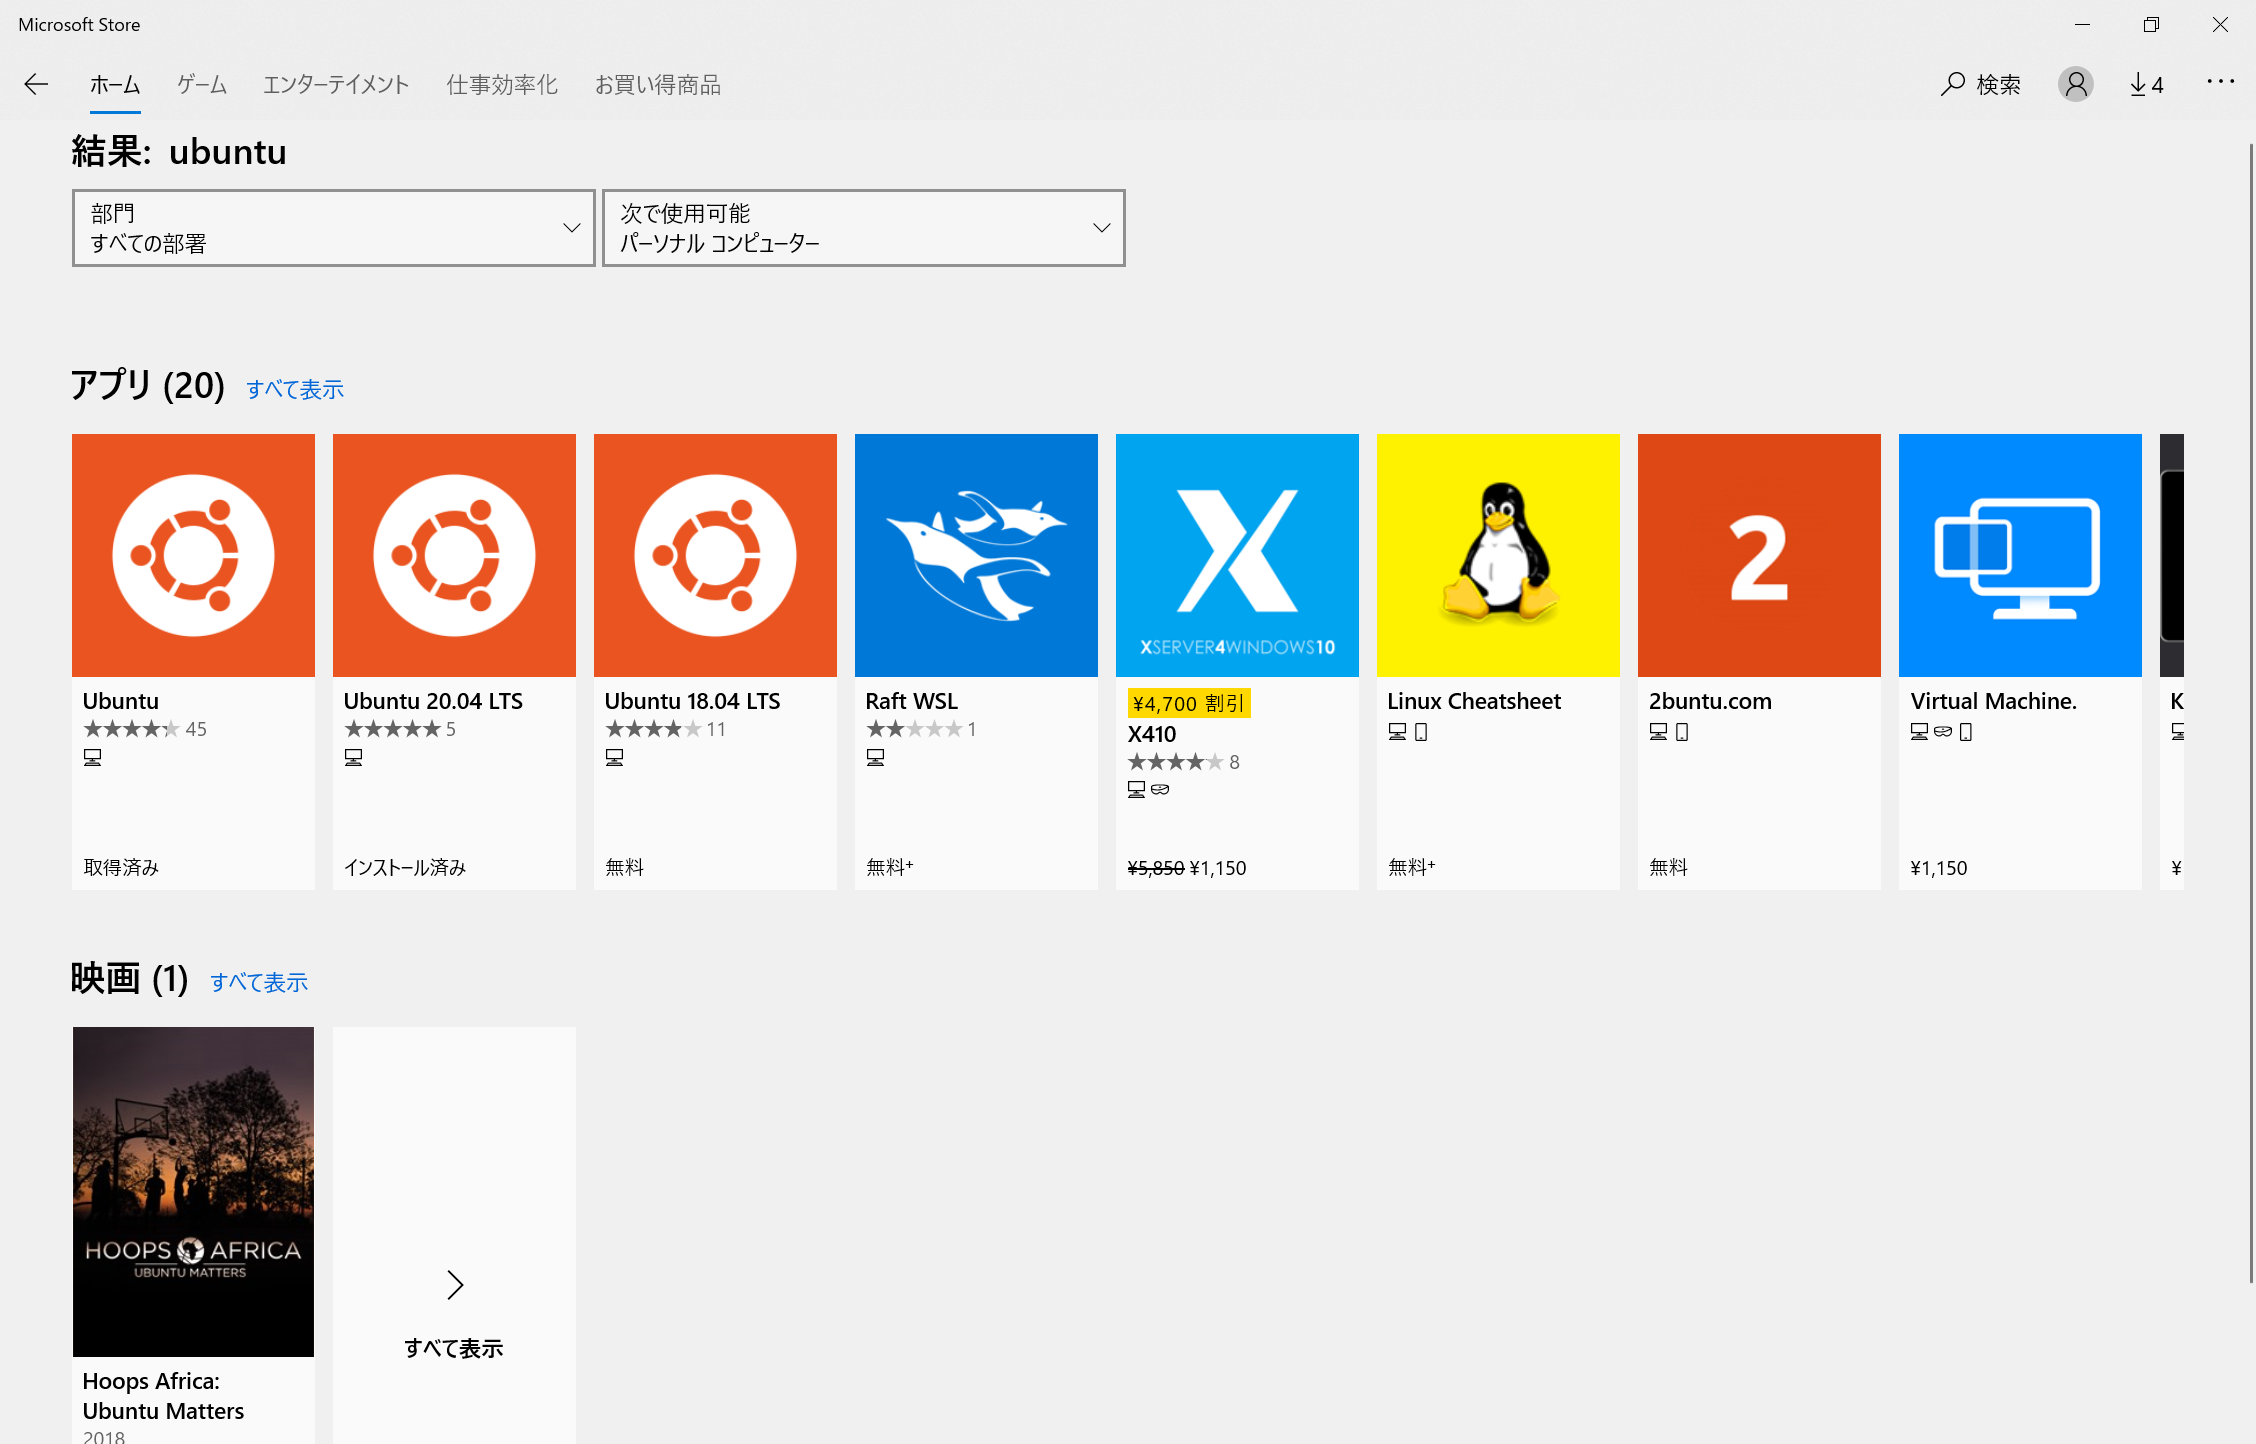 Microsoft Store
ホーム ゲーム エンターテイメント 仕事効率化 お買い得商品 検索 4
結果: ubuntu
部門
すべての部署
次で使用可能
パーソナル コンピューター
アプリ (20) すべて表示
XSERVER4WINDOWS10
2
Ubuntu
45
取得済み
Ubuntu 20.04 LTS
5
インストール済み
Ubuntu 18.04 LTS
11
無料
Raft WSL
1
無料+
¥4,700 割引
X410
8
¥5,850 ¥1,150
Linux Cheatsheet
無料+
2buntu.com
無料
Virtual Machine.
¥1,150
K
¥
映画 (1) すべて表示
HOOPS AFRICA
UBUNTU MATTERS
Hoops Africa:
Ubuntu Matters
2018
すべて表示